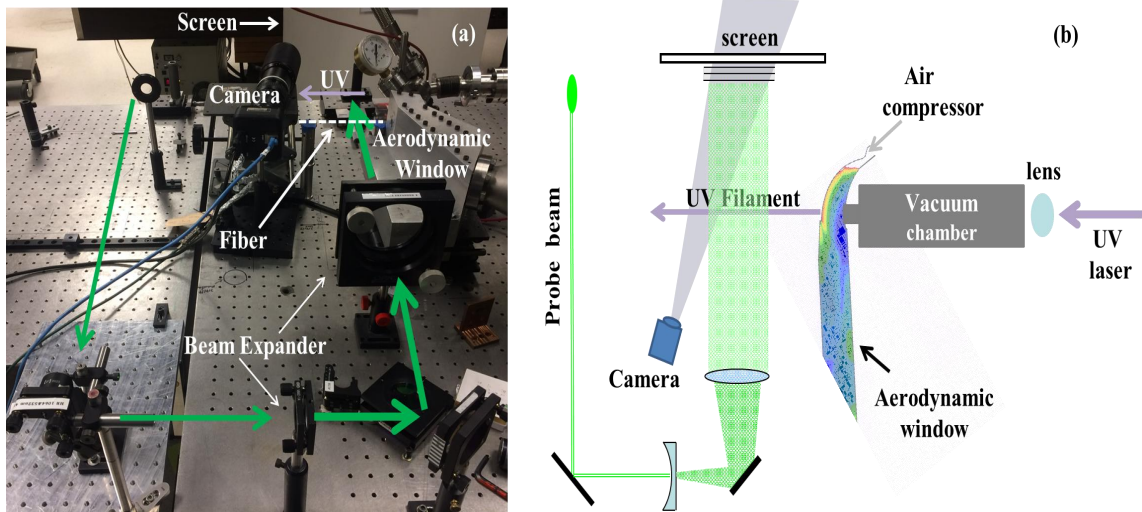 Screen
(a)
UV
Camera
Aerodynamic
Window
Fiber
Beam Expander
screen
(b)
Air
compressor
UV Filament
Vacuum
chamber
lens
UV
laser
Probe beam
Camera
Aerodynamic
window